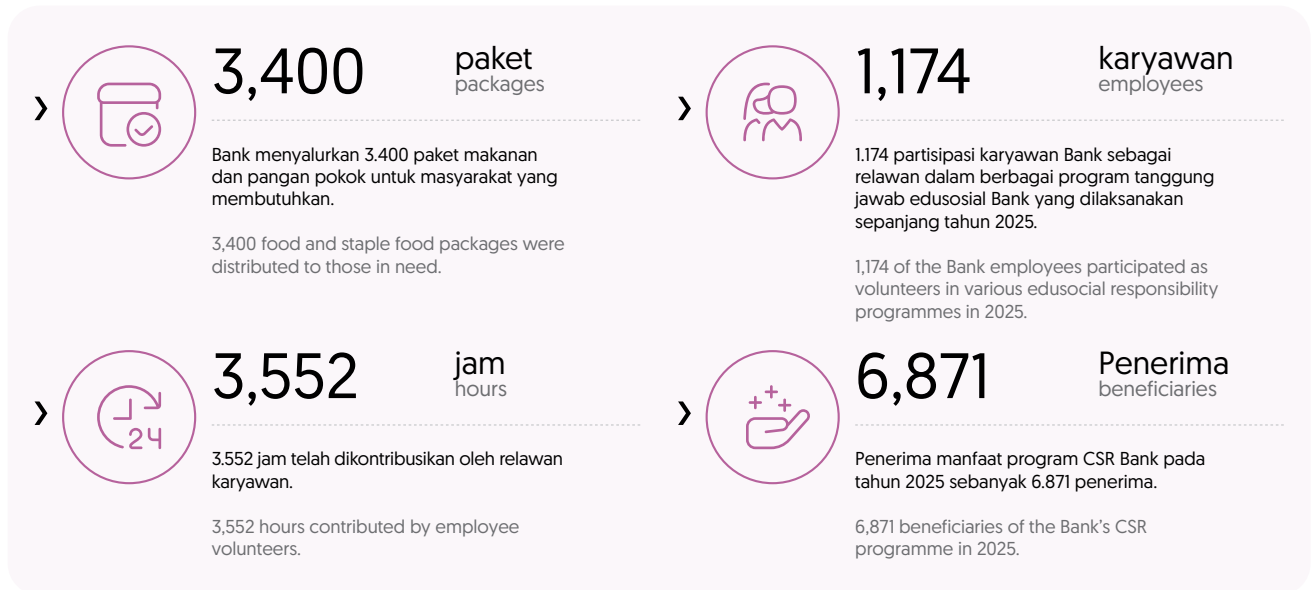 3,400
paket
packages
Bank menyalurkan 3.400 paket makanan
dan pangan pokok untuk masyarakat yang
membutuhkan.
3,400 food and staple food packages were
distributed to those in need.
1,174
karyawan
employees
1.174 partisipasi karyawan Bank sebagai
relawan dalam berbagai program tanggung
jawab edusosial Bank yang dilaksanakan
sepanjang tahun 2025.
1,174 of the Bank employees participated as
volunteers in various edusocial responsibility
programmes in 2025.
24
3,552
jam
hours
3.552 jam telah dikontribusikan oleh relawan
karyawan.
3,552 hours contributed by employee
volunteers.
6,871
Penerima
beneficiaries
Penerima manfaat program CSR Bank pada
tahun 2025 sebanyak 6.871 penerima.
6,871 beneficiaries of the Bank's CSR
programme in 2025.